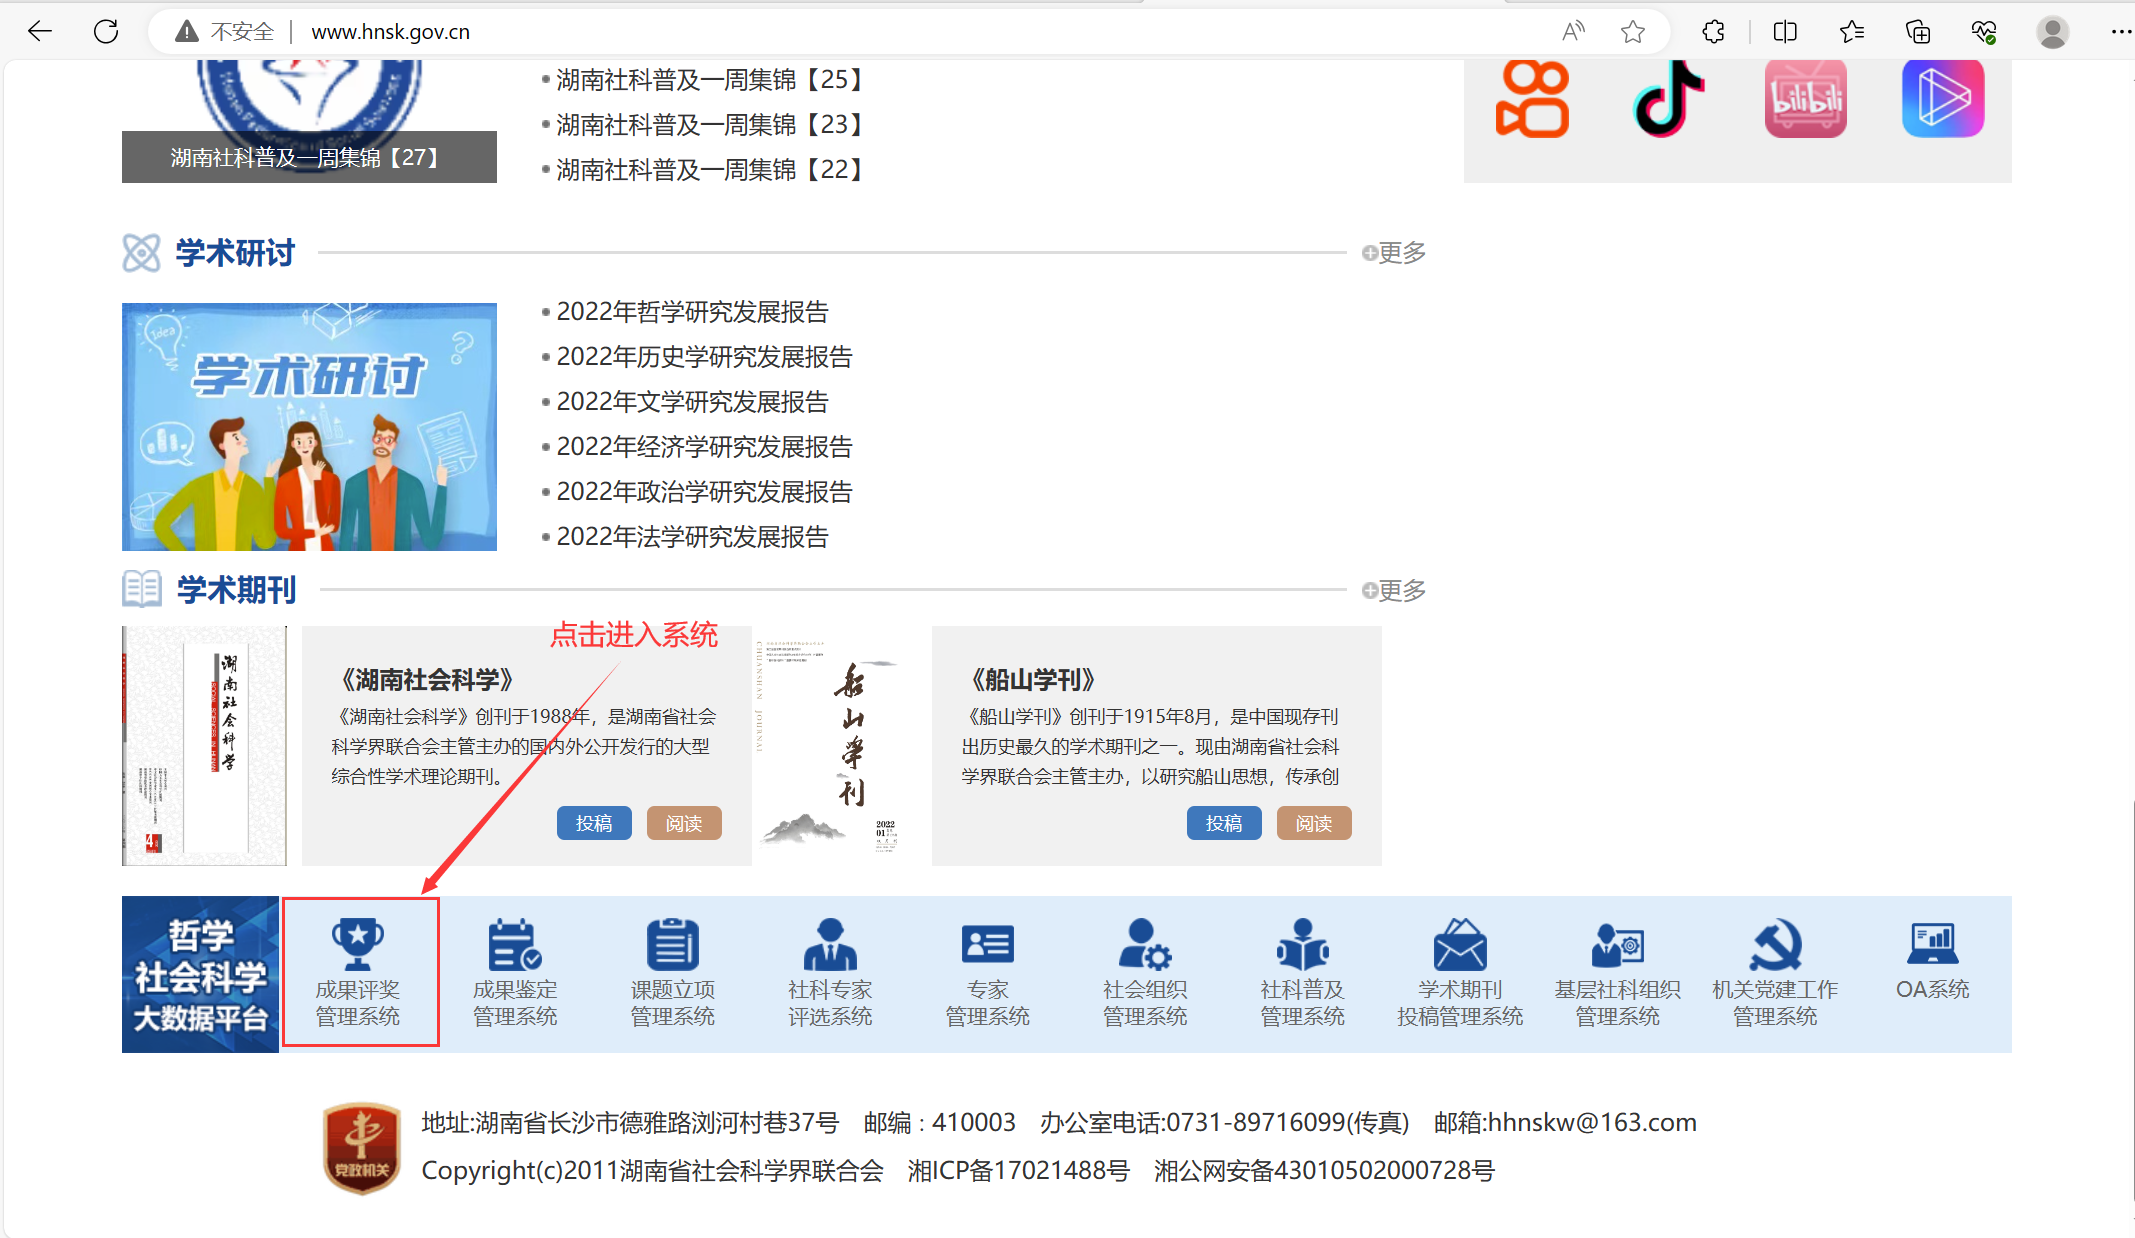 不安全 | www.hnsk.gov.cn
湖南社科普及一周集锦【27】
湖南社科普及一周集锦【25】
湖南社科普及一周集锦【23】
湖南社科普及一周集锦【22】
bilibili
学术研讨
更多
Idea
学术研讨
2022年哲学研究发展报告
2022年历史学研究发展报告
2022年文学研究发展报告
2022年经济学研究发展报告
2022年政治学研究发展报告
2022年法学研究发展报告
学术期刊
更多
点击进入系统
湖南社会科学
4
《湖南社会科学》
《湖南社会科学》创刊于1988年，是湖南省社会
科学界联合会主管主办的国内外公开发行的大型
综合性学术理论期刊。
投稿
阅读
CHUANSHAN JOURNAL
船山学刊
2022
01
《船山学刊》
《船山学刊》创刊于1915年8月，是中国现存刊
出历史最久的学术期刊之一。现由湖南省社会科
学界联合会主管主办，以研究船山思想，传承创
投稿
阅读
哲学
社会科学
大数据平台
成果评奖
管理系统
成果鉴定
管理系统
课题立项
管理系统
社科专家
评选系统
专家
管理系统
社会组织
管理系统
社科普及
管理系统
学术期刊
投稿管理系统
基层社科组织
管理系统
机关党建工作
管理系统
OA系统
党政机关
地址:湖南省长沙市德雅路浏河村巷37号 邮编：410003 办公室电话:0731-89716099(传真) 邮箱:hhnskw@163.com
Copyright(c)2011湖南省社会科学界联合会 湘ICP备17021488号 湘公网安备43010502000728号